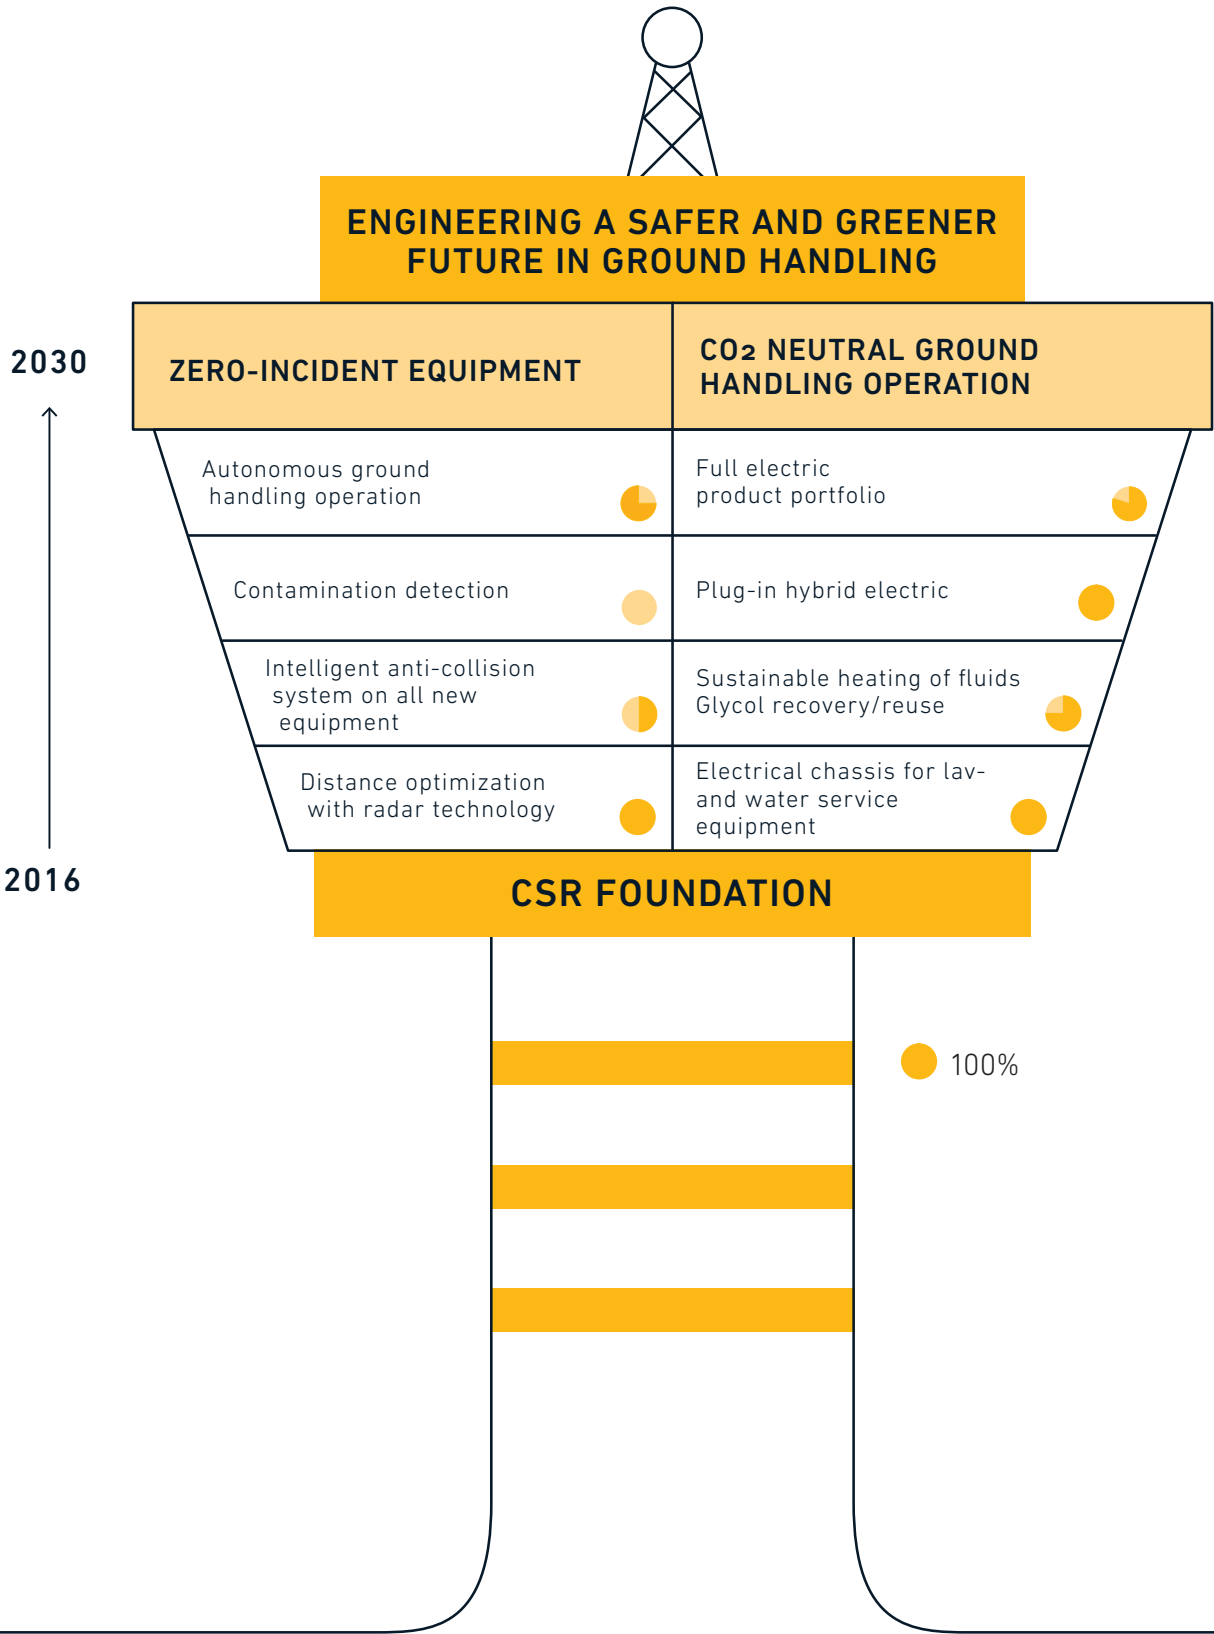 ENGINEERING A SAFER AND GREENER
FUTURE IN GROUND HANDLING
2030
ZERO-INCIDENT EQUIPMENT
CO2 NEUTRAL GROUND
HANDLING OPERATION
Autonomous ground
handling operation
Full electric
product portfolio
Contamination detection
Plug-in hybrid electric
Intelligent anti-collision
system on all new
equipment
Sustainable heating of fluids
Glycol recovery/reuse
Distance optimization
with radar technology
Electrical chassis for lav-
and water service
equipment
2016
CSR FOUNDATION
100%